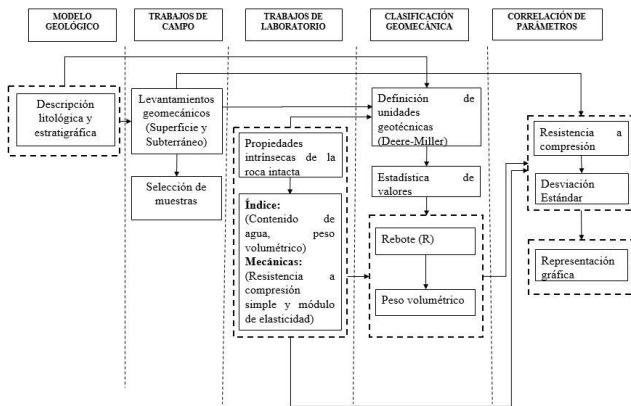 MODELO
GEOLÓGICO
TRABAJOS DE
CAMPO
TRABAJOS DE
LABORATORIO
CLASIFICACIÓN
GEOMECÁNICA
CORRELACIÓN DE
PARÁMETROS
Descripción
litológica y
estratigráfica
Levantamientos
geomecánicos
(Superficie y
Subterráneo)
Selección de
muestras
Propiedades
intrínsecas de la
roca intacta
Índice:
(Contenido de
agua, peso
volumétrico)
Mecánicas:
(Resistencia a
compresión
simple y módulo
de elasticidad)
Definición de
unidades
geotécnicas
(Deere-Miller)
Estadística de
valores
Rebote (R)
Peso volumétrico
Resistencia a
compresión
Desviación
Estándar
Representación
gráfica